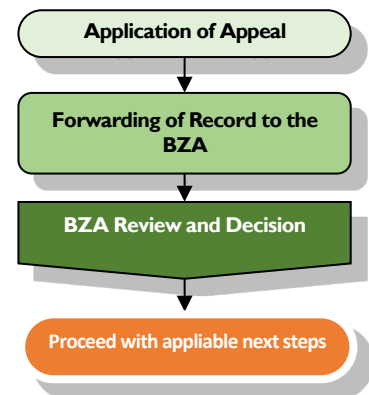 Application of Appeal
Forwarding of Record to the
BZA
BZA Review and Decision
Proceed with appliable next steps